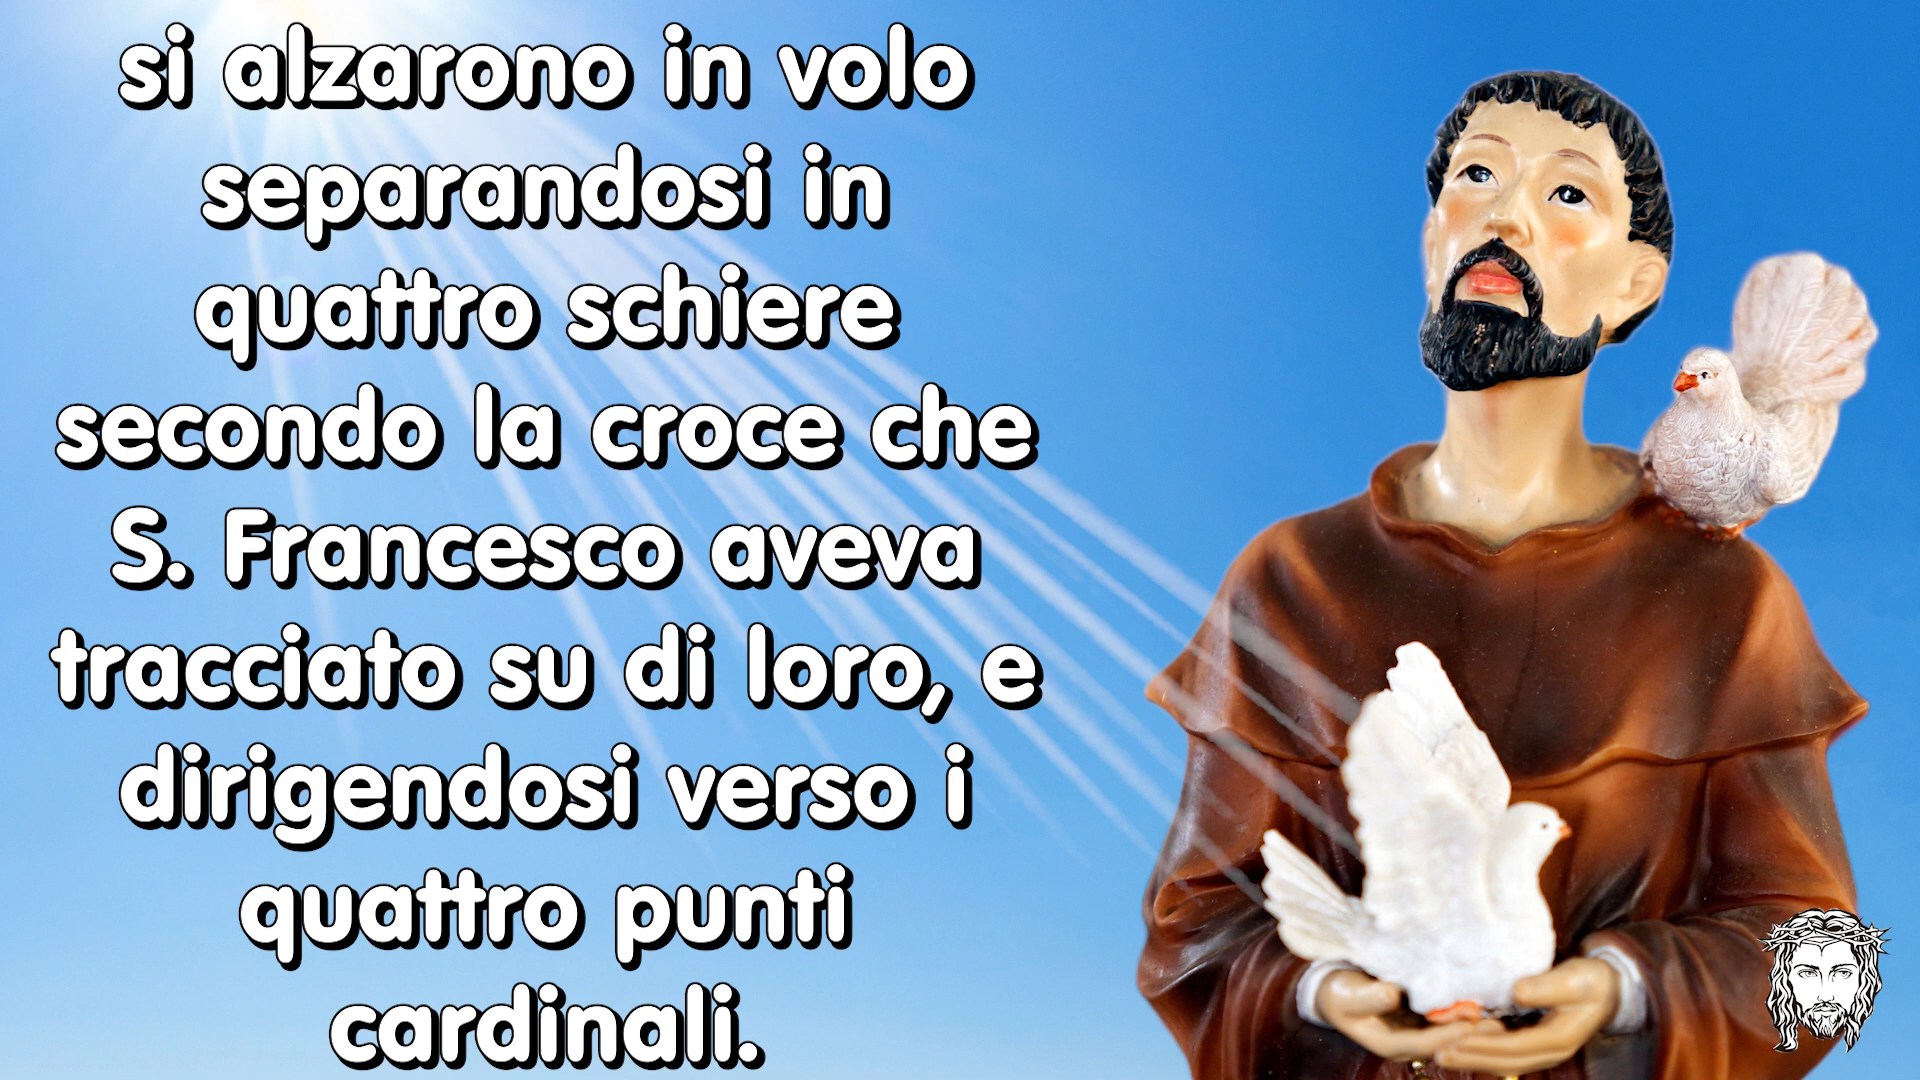 si alzarono in volo
separandosi in
quattro schiere
secondo la croce che
S. Francesco aveva
tracciato su di loro, e
dirigendosi verso i
quattro punti
cardinali.